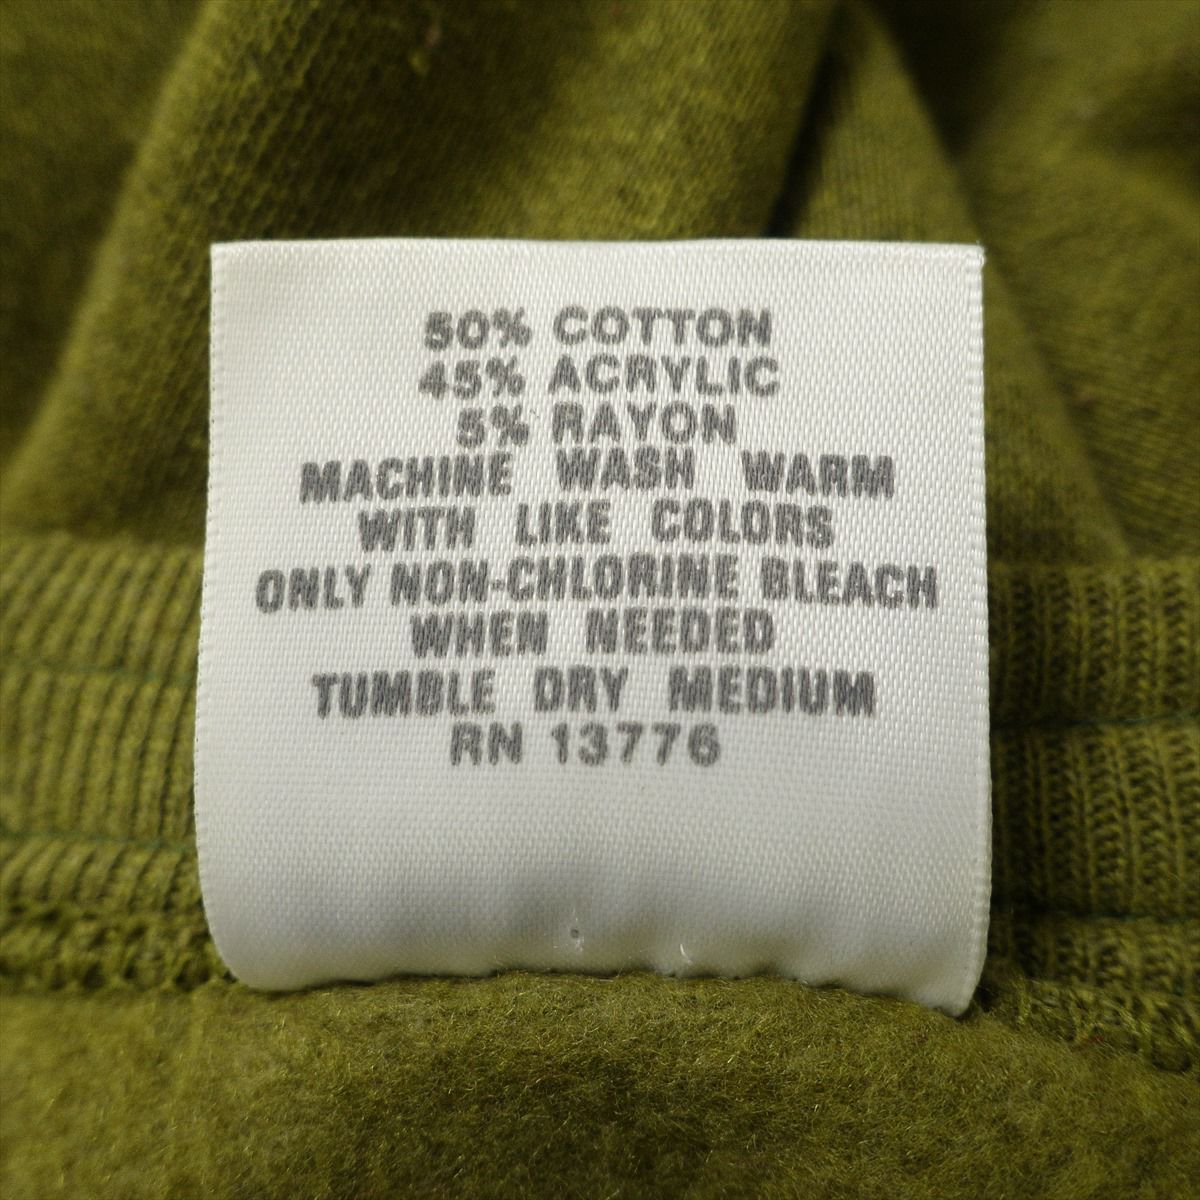 50% COTTON
45% ACRYLIC
5% RAYON
MACHINE WASH WARM
WITH LIKE COLORS
ONLY NON-CHLORINE BLEACH
WHEN NEEDED
TUMBLE DRY MEDIUM
RN 13776